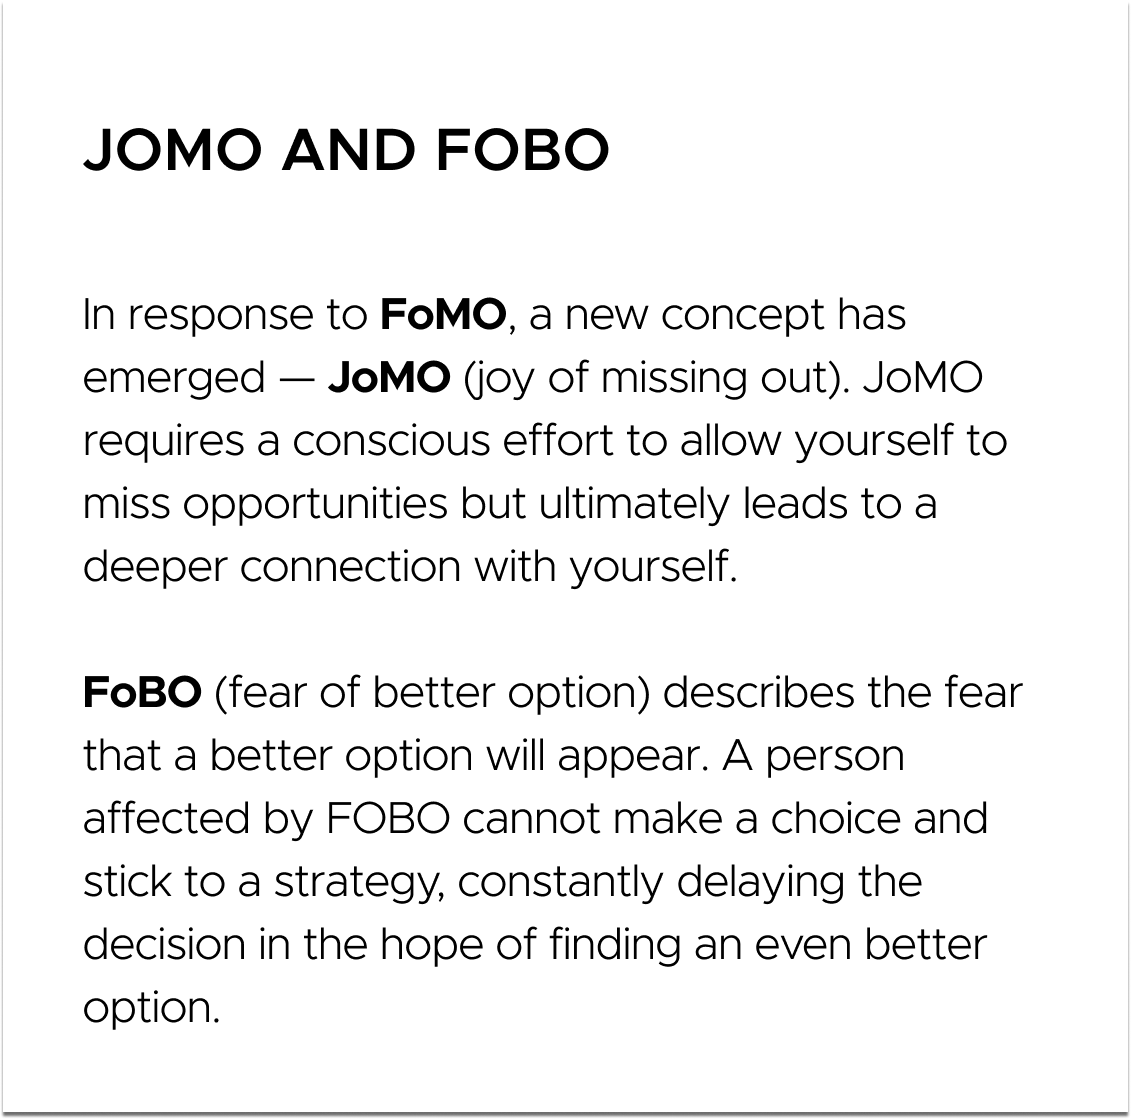 JOMO AND FOBO
In response to FoMO, a new concept has
emerged — JoMO (joy of missing out). JoMO
requires a conscious effort to allow yourself to
miss opportunities but ultimately leads to a
deeper connection with yourself.
FoBO (fear of better option) describes the fear
that a better option will appear. A person
affected by FOBO cannot make a choice and
stick to a strategy, constantly delaying the
decision in the hope of finding an even better
option.